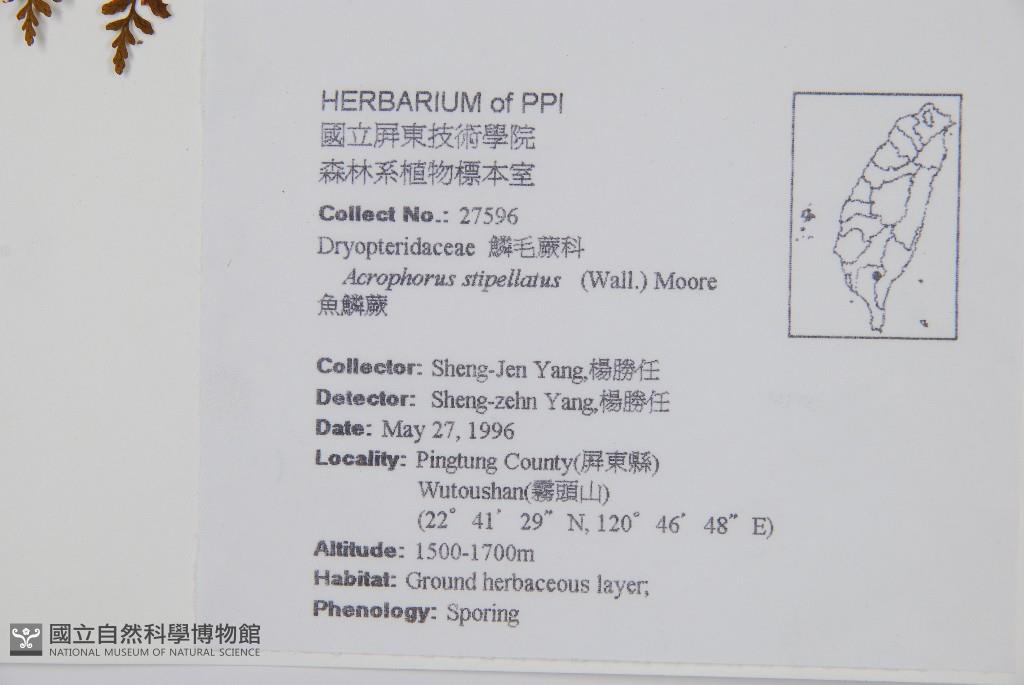 HERBARIUM of PPI
國立屏東技術學院
森林系植物標本室
Collect No.: 27596
Dryopteridaceae 鱗毛蕨科
Acrophorus stipellatus (Wall.) Moore
魚鱗蕨
Collector: Sheng-Jen Yang,楊勝任
Detector: Sheng-zehn Yang,楊勝任
Date: May 27, 1996
Locality: Pingtung County(屏東縣)
Wutoushan(霧頭山)
(22° 41' 29" N, 120° 46' 48" E)
Altitude: 1500-1700m
Habitat: Ground herbaceous layer;
Phenology: Sporing
國立自然科學博物館
NATIONAL MUSEUM OF NATURAL SCIENCE